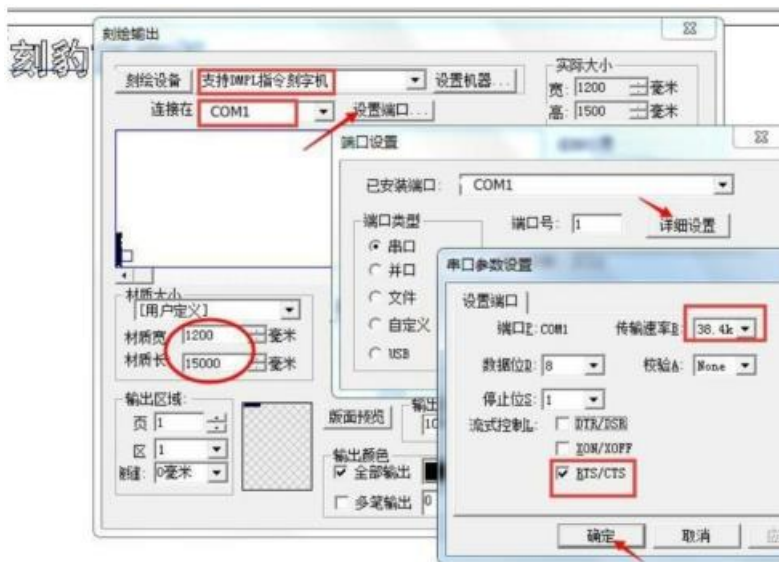 刻豹
刻绘输出
刻绘设备 支持DMPL指令刻字机 设置机器...
连接在 COM1 设置端口...
实际大小
宽: 1200 毫米
高: 1500 毫米
端口设置
已安装端口: COM1
端口类型
端口号: 1 详细设置
串口
并口
文件
自定义
USB
材质大小
[用户定义]
材质宽 1200 毫米
材质长 15000 毫米
输出区域:
页 1
区 1
0毫米
版面预览
输出
输出颜色
全部输出
多笔输出 0
串口参数设置
设置端口
端口P: COM1 传输速率B: 38.4k
数据位D: 8 校验A: None
停止位S: 1
流式控制L: DTR/DSR
XON/XOFF
RTS/CTS
确定 取消